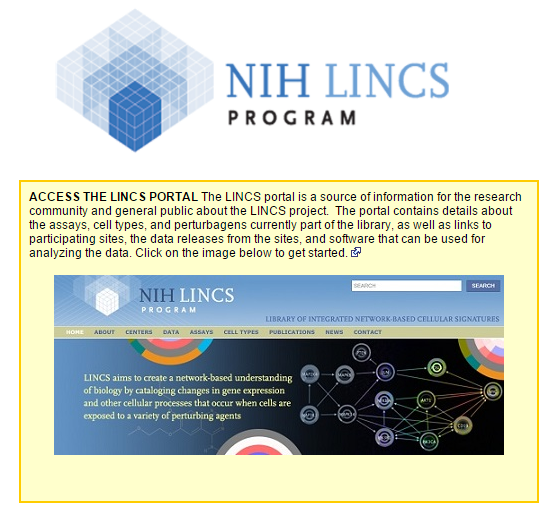 NIH LINCS
PROGRAM
ACCESS THE LINCS PORTAL The LINCS portal is a source of information for the research
community and general public about the LINCS project. The portal contains details about
the assays, cell types, and perturbagens currently part of the library, as well as links to
participating sites, the data releases from the sites, and software that can be used for
analyzing the data. Click on the image below to get started.
NIH LINCS
PROGRAM
SEARCH SEARCH
LIBRARY OF INTEGRATED NETWORK-BASED CELLULAR SIGNATURES
HOME ABOUT CENTERS DATA ASSAYS CELL TYPES PUBLICATIONS NEWS CONTACT
LINCS aims to create a network-based understanding
of biology by cataloging changes in gene expression
and other cellular processes that occur when cells are
exposed to a variety of perturbing agents